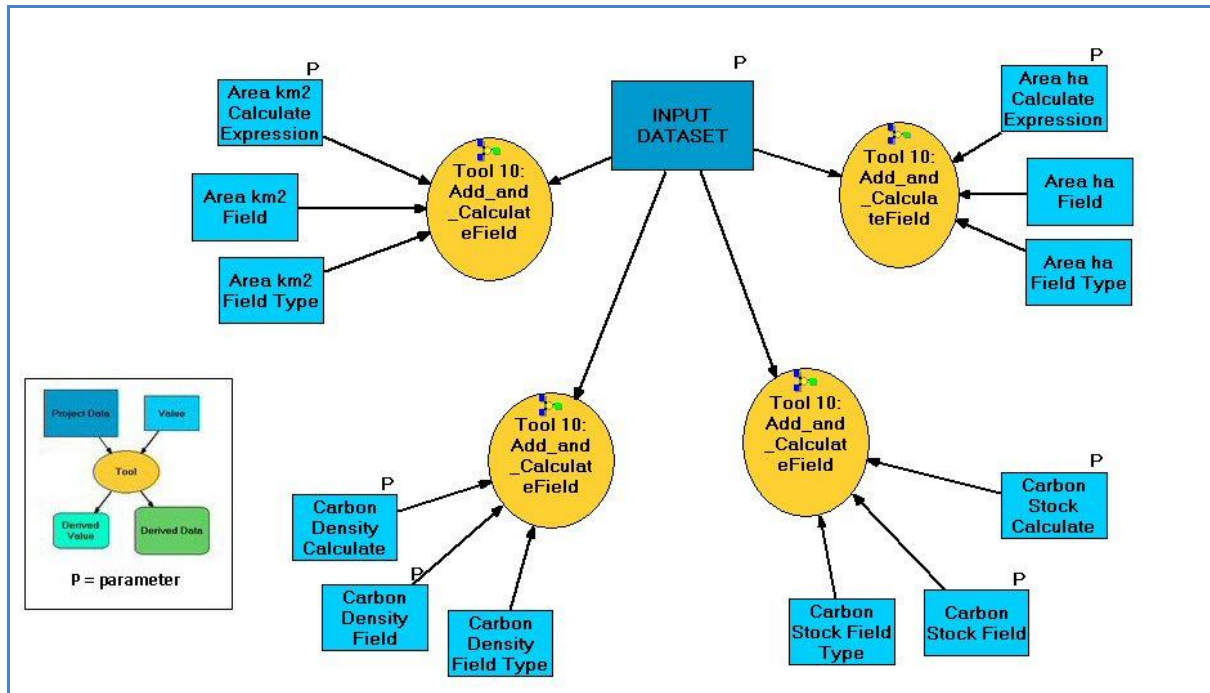 P
Area km2
Calculate
Expression
Area km2
Field
Area km2
Field Type
Tool 10:
Add_and
_Calculat
eField
P
INPUT
DATASET
Tool 10:
Add_and
_Calcula
teField
P
Area ha
Calculate
Expression
Area ha
Field
Area ha
Field Type
Project Data
Value
Tool
Derived
Value
Derived Data
P = parameter
Tool 10:
Add_and
_Calculat
eField
P
Carbon
Density
Calculate
P
Carbon
Density
Field
Carbon
Density
Field Type
Tool 10:
Add_and
_Calculat
eField
P
Carbon
Stock
Calculate
P
Carbon
Stock Field
Carbon
Stock Field
Type